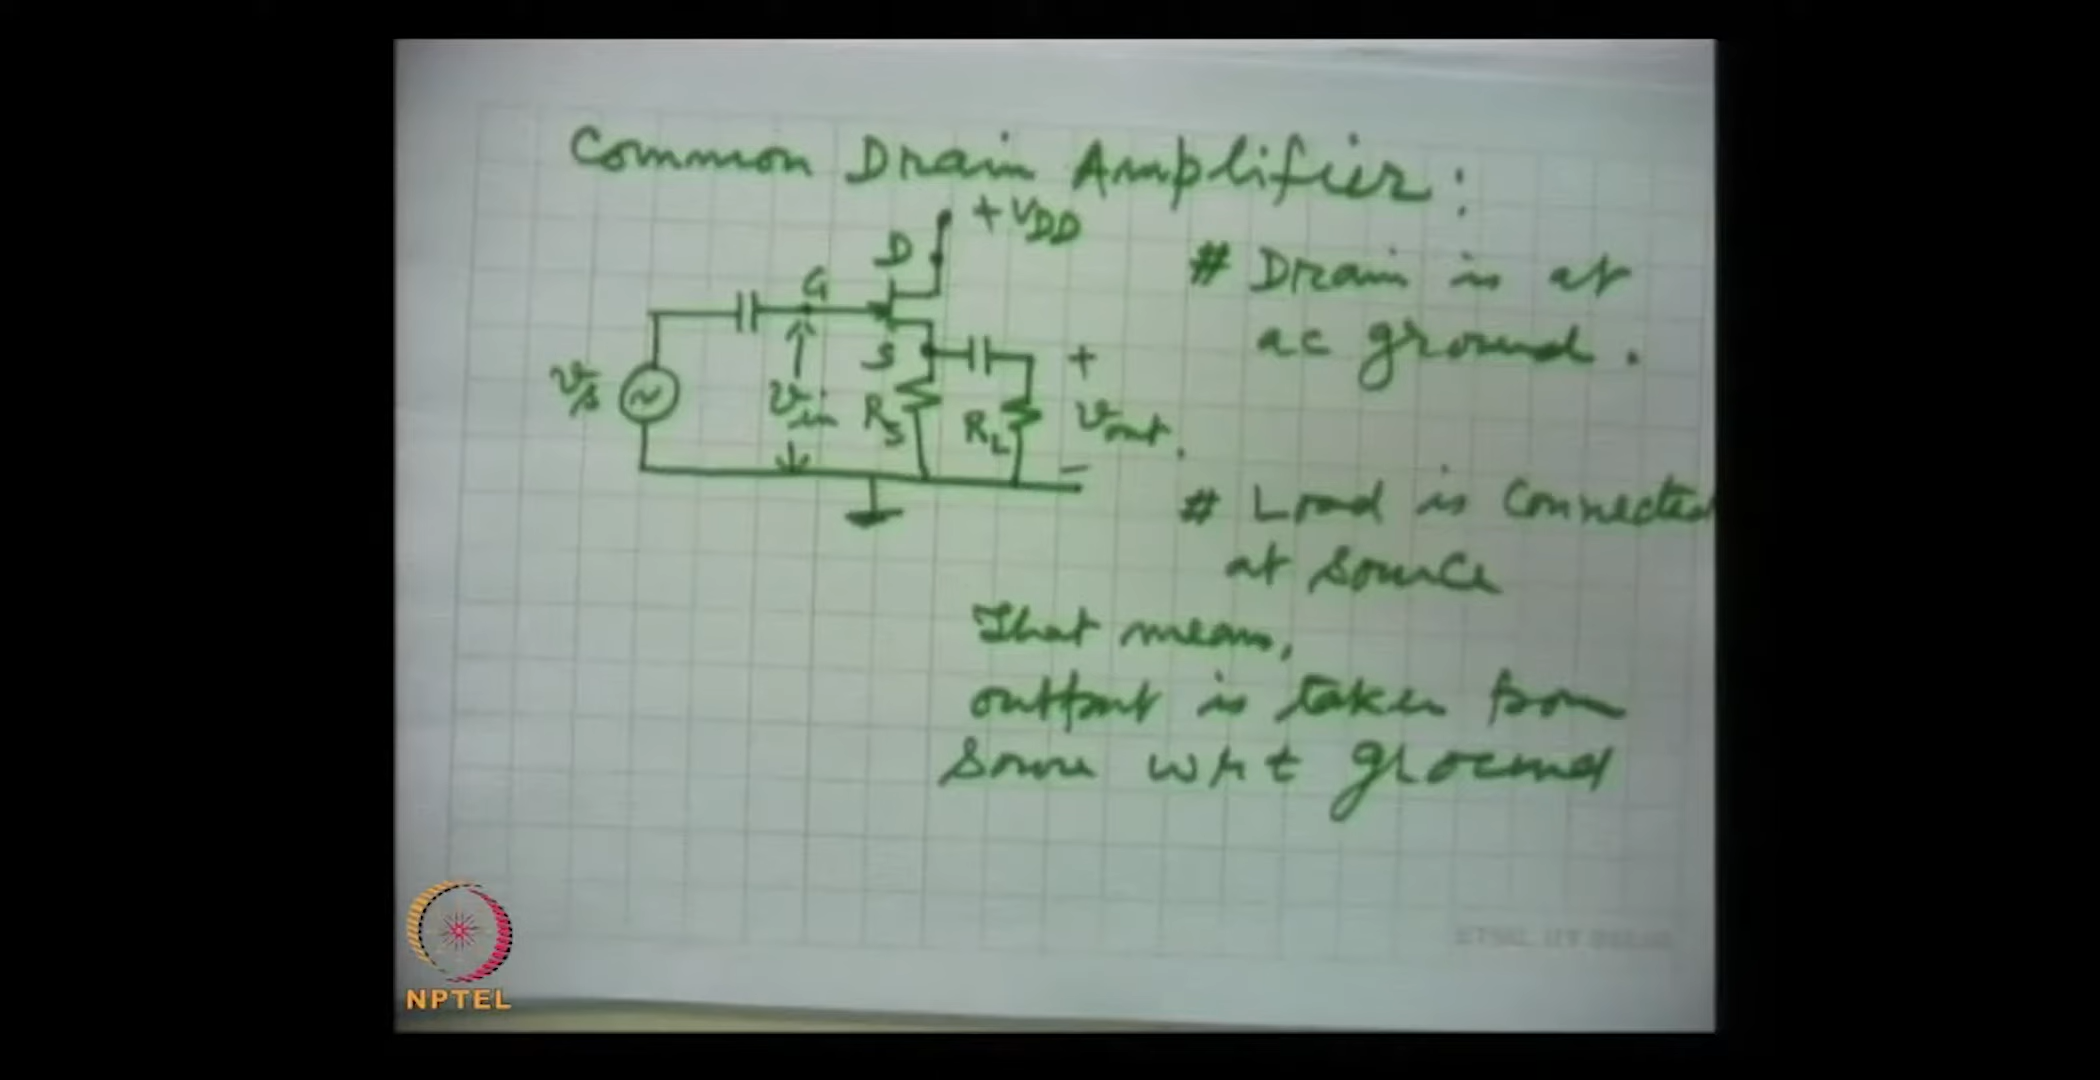 Common Drain Amplifier:
+VDD
D
G
S
vs
vin
RS
RL
+
vout.
-
# Drain is at
ac ground.
# Load is Connected
at source
That means,
output is taken from
source wrt ground
NPTEL